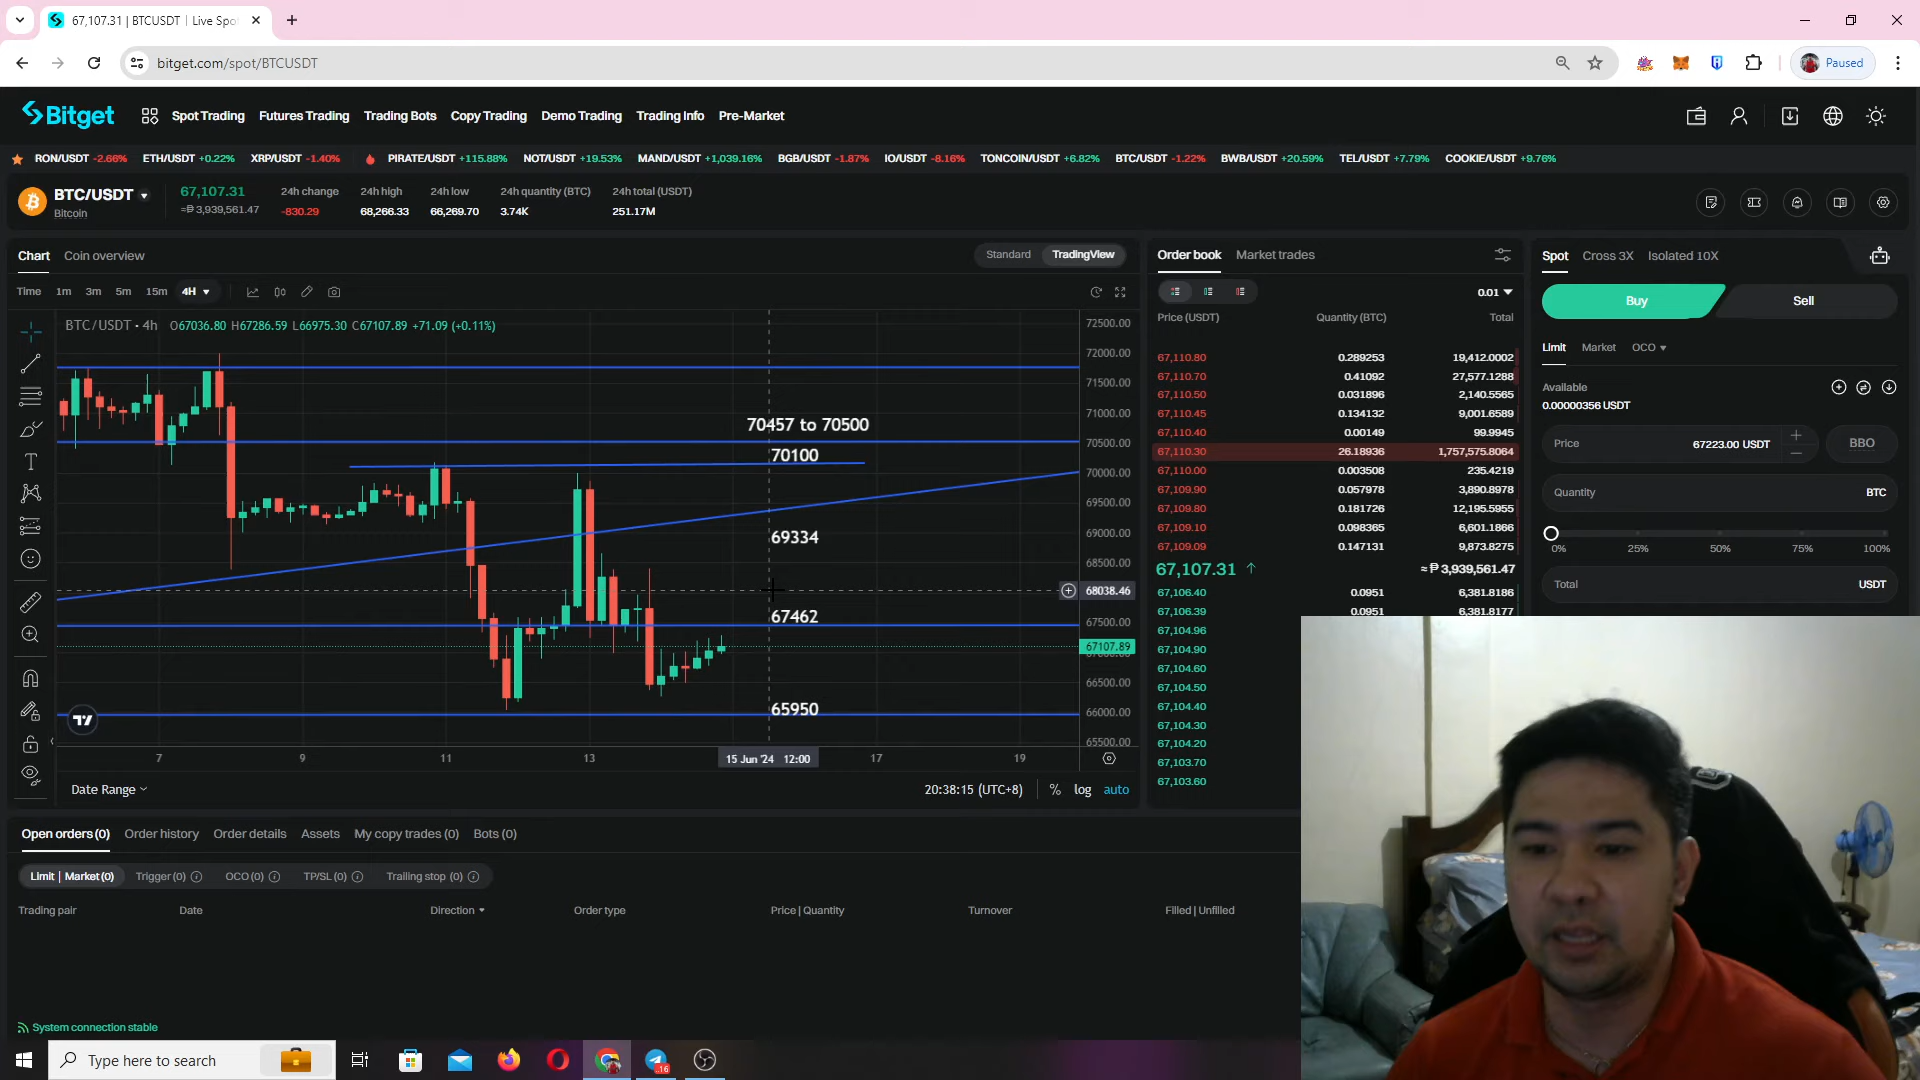 67,107.31 | BTCUSDT | Live Spo
bitget.com/spot/BTCUSDT
Paused
Bitget
Spot Trading Futures Trading Trading Bots Copy Trading Demo Trading Trading Info Pre-Market
RON/USDT -2.66% ETH/USDT +0.22% XRP/USDT -1.40% PIRATE/USDT +115.88% NOT/USDT +19.53% MAND/USDT +1,039.16% BGB/USDT -1.87% IO/USDT -8.16% TONCOIN/USDT +6.82% BTC/USDT -1.22% BWB/USDT +20.59% TEL/USDT +7.79% COOKIE/USDT +9.76%
BTC/USDT 67,107.31 24h change 24h high 24h low 24h quantity (BTC) 24h total (USDT)
Bitcoin ≈₱ 3,939,561.47 -830.29 68,266.33 66,269.70 3.74K 251.17M
Chart Coin overview Standard TradingView
Time 1m 3m 5m 15m 4H
BTC/USDT · 4h O67036.80 H67286.59 L66975.30 C67107.89 +71.09 (+0.11%)
72500.00
72000.00
71500.00
71000.00
70500.00
70000.00
69500.00
69000.00
68500.00
68038.46
67500.00
67107.89
66500.00
66000.00
65500.00
70457 to 70500
70100
69334
67462
65950
7 9 11 13 15 Jun '24 12:00 17 19
Date Range 20:38:15 (UTC+8) % log auto
Order book Market trades
0.01
Price (USDT) Quantity (BTC) Total
67,110.80 0.289253 19,412.0002
67,110.70 0.41092 27,577.1288
67,110.50 0.031896 2,140.5565
67,110.45 0.134132 9,001.6589
67,110.40 0.00149 99.9945
67,110.30 26.18936 1,757,575.8064
67,110.00 0.003508 235.4219
67,109.90 0.057978 3,890.8978
67,109.80 0.181726 12,195.5955
67,109.10 0.098365 6,601.1866
67,109.09 0.147131 9,873.8275
67,107.31 ≈₱ 3,939,561.47
67,106.40 0.0951 6,381.8186
67,106.39 0.0951 6,381.8177
67,104.96
67,104.90
67,104.60
67,104.50
67,104.40
67,104.30
67,104.20
67,103.70
67,103.60
Spot Cross 3X Isolated 10X
Buy Sell
Limit Market OCO
Available
0.00000356 USDT
Price 67223.00 USDT BBO
Quantity BTC
0% 25% 50% 75% 100%
Total USDT
Open orders(0) Order history Order details Assets My copy trades (0) Bots (0)
Limit | Market(0) Trigger(0) OCO(0) TP/SL(0) Trailing stop (0)
Trading pair Date Direction Order type Price | Quantity Turnover Filled | Unfilled
System connection stable
Type here to search
16